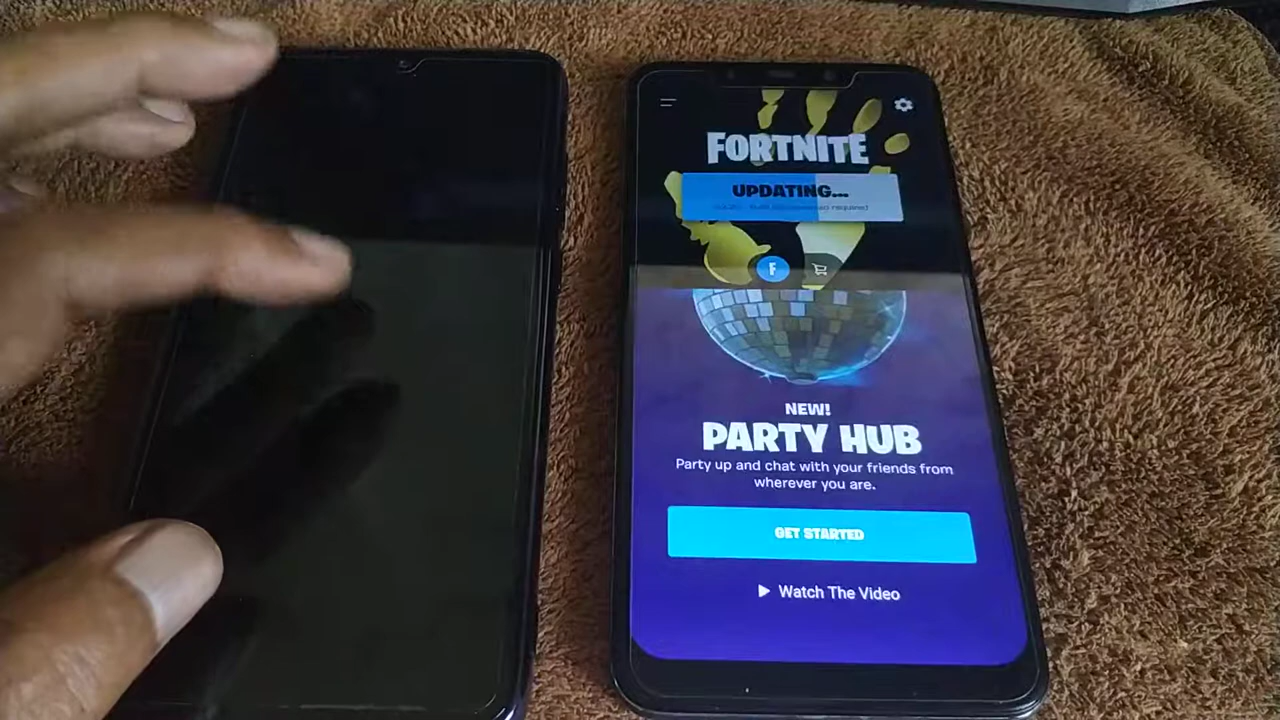 FORTNITE
UPDATING...
required
NEW!
PARTY HUB
Party up and chat with your friends from
wherever you are.
GET STARTED
Watch The Video